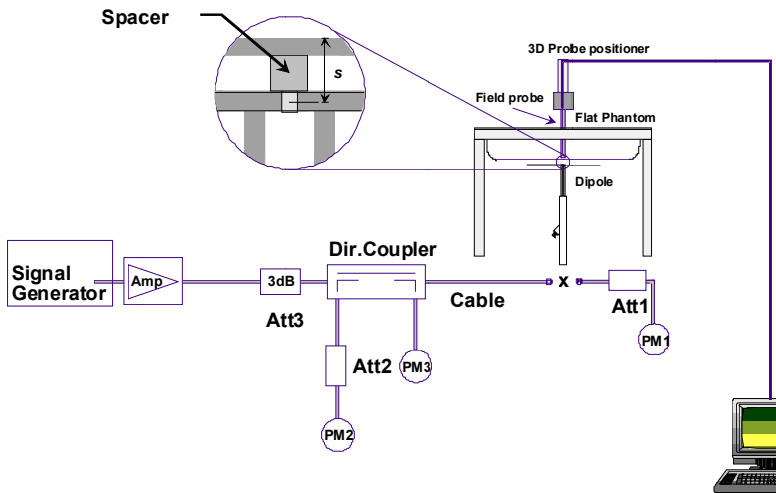 Spacer
s
3D Probe positioner
Field probe
Flat Phantom
Dipole
Signal
Generator
Amp
3dB
Att3
Dir.Coupler
Cable
x
Att1
PM1
Att2
PM3
PM2